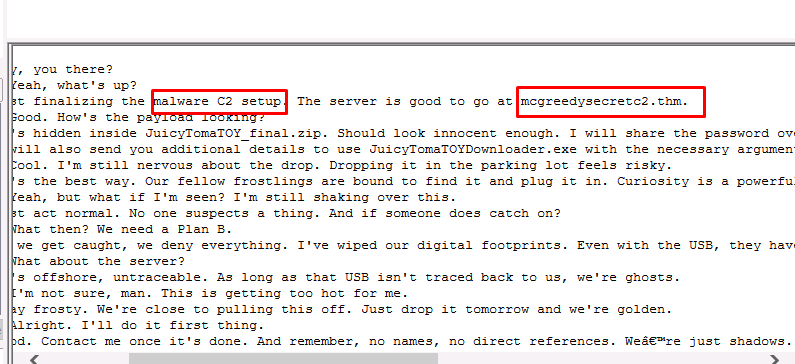 y, you there?
Yeah, what's up?
st finalizing the malware C2 setup. The server is good to go at mcgreedysecretc2.thm.
Good. How's the payload looking?
's hidden inside JuicyTomaTOY_final.zip. Should look innocent enough. I will share the password ov
will also send you additional details to use JuicyTomaTOYDownloader.exe with the necessary argumen
Cool. I'm still nervous about the drop. Dropping it in the parking lot feels risky.
's the best way. Our fellow frostlings are bound to find it and plug it in. Curiosity is a powerfu
Yeah, but what if I'm seen? I'm still shaking over this.
st act normal. No one suspects a thing. And if someone does catch on?
What then? We need a Plan B.
we get caught, we deny everything. I've wiped our digital footprints. Even with the USB, they hav
What about the server?
's offshore, untraceable. As long as that USB isn't traced back to us, we're ghosts.
I'm not sure, man. This is getting too hot for me.
ay frosty. We're close to pulling this off. Just drop it tomorrow and we're golden.
Alright. I'll do it first thing.
od. Contact me once it's done. And remember, no names, no direct references. Weâ€™re just shadows.